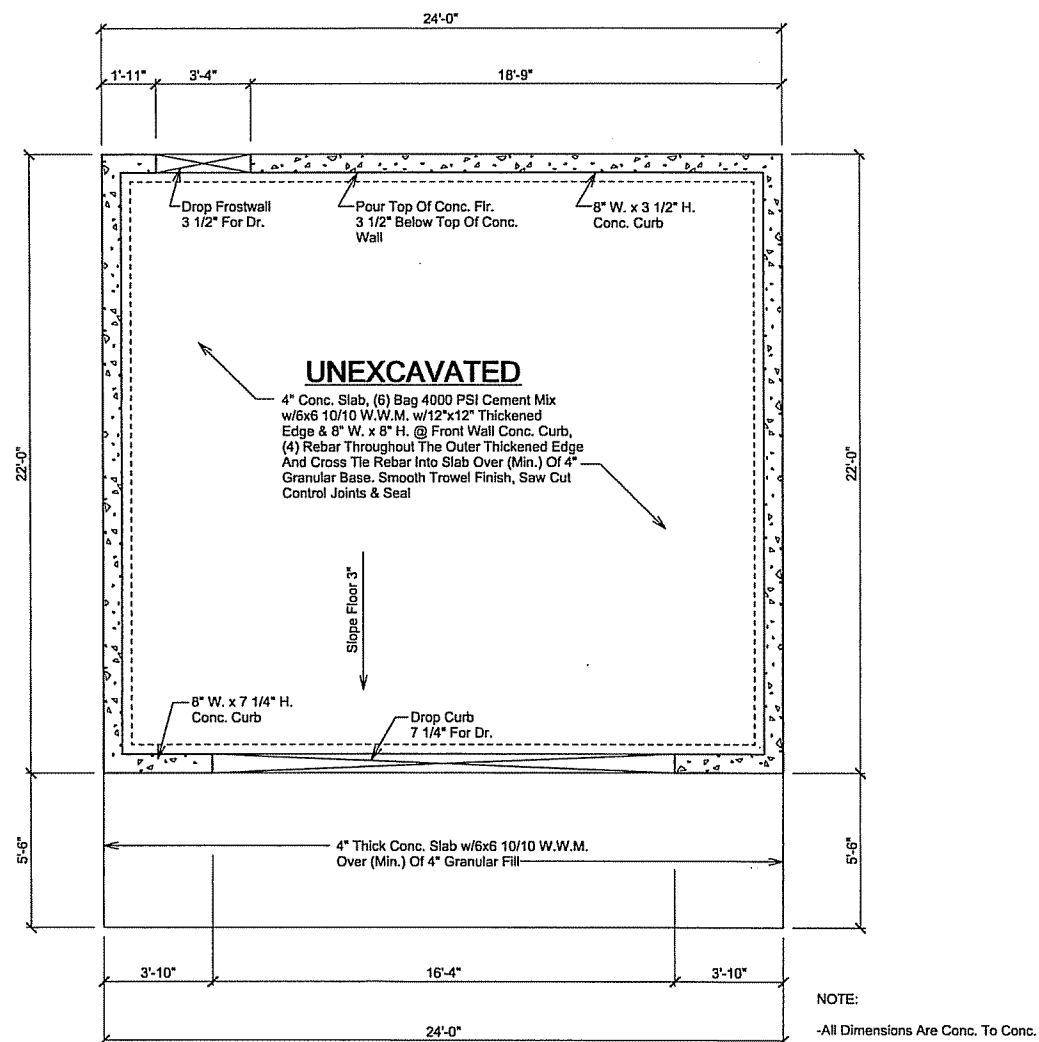 24'-0"
1'-11"
3'-4"
18'-9"
Drop Frostwall
3 1/2" For Dr.
Pour Top Of Conc. Flr.
3 1/2" Below Top Of Conc.
Wall
8" W. x 3 1/2" H.
Conc. Curb
UNEXCAVATED
4" Conc. Slab, (6) Bag 4000 PSI Cement Mix
w/6x6 10/10 W.W.M. w/12"x12" Thickened
Edge & 8" W. x 8" H. @ Front Wall Conc. Curb,
(4) Rebar Throughout The Outer Thickened Edge
And Cross Tie Rebar Into Slab Over (Min.) Of 4"
Granular Base. Smooth Trowel Finish, Saw Cut
Control Joints & Seal
22'-0"
22'-0"
Slope Floor 3"
8" W. x 7 1/4" H.
Conc. Curb
Drop Curb
7 1/4" For Dr.
5'-6"
4" Thick Conc. Slab w/6x6 10/10 W.W.M.
Over (Min.) Of 4" Granular Fill
5'-6"
3'-10"
16'-4"
3'-10"
24'-0"
NOTE:
-All Dimensions Are Conc. To Conc.